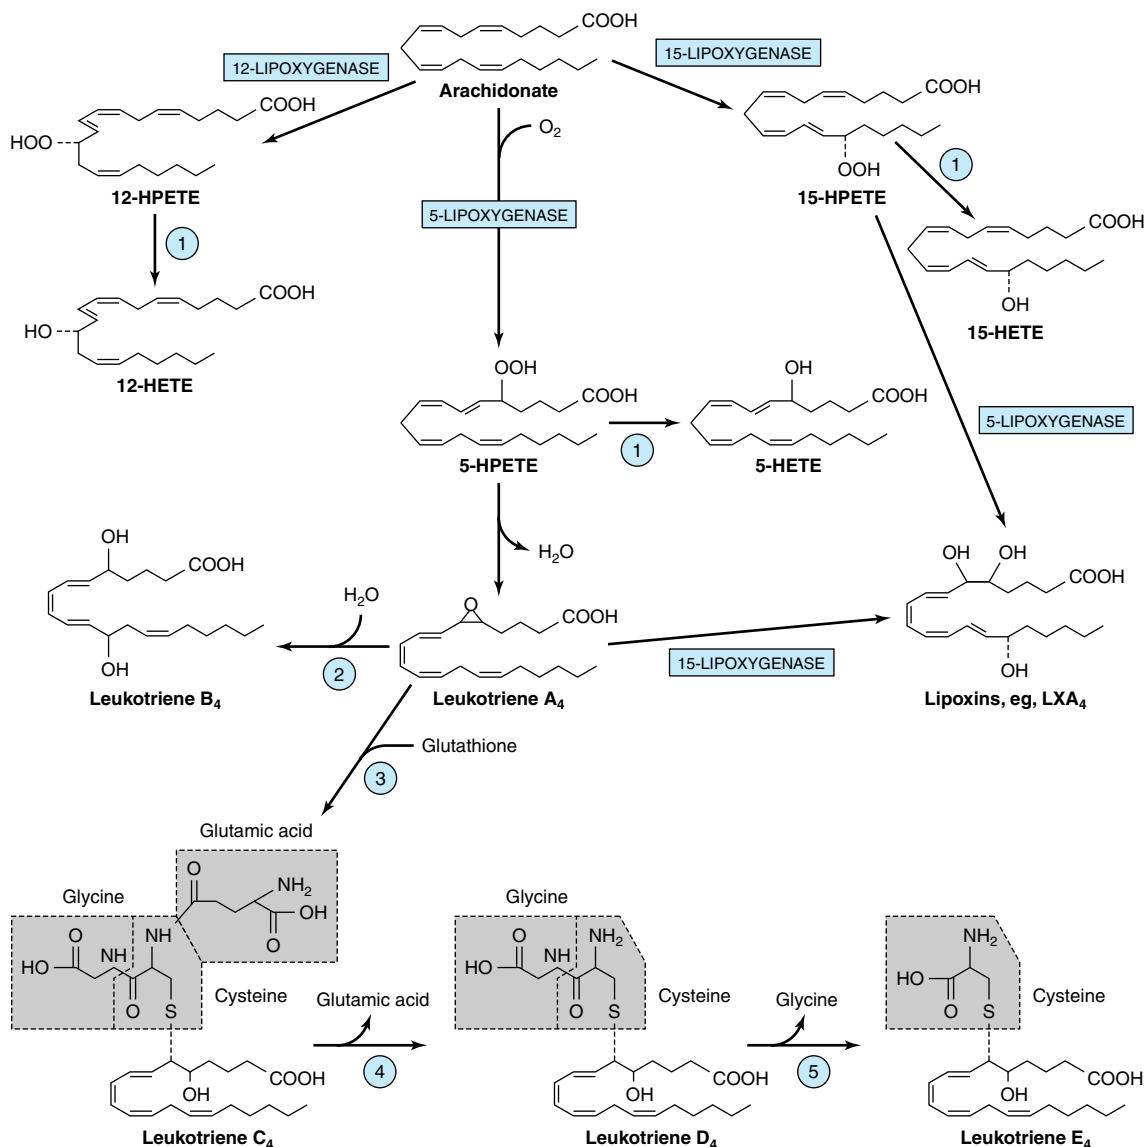 COOH
12-LIPOXYGENASE
15-LIPOXYGENASE
Arachidonate
COOH
HOO
12-HPETE
O₂
COOH
OOH
15-HPETE
1
5-LIPOXYGENASE
1
COOH
HO
12-HETE
COOH
OH
15-HETE
OOH
COOH
5-HPETE
1
OH
COOH
5-HETE
5-LIPOXYGENASE
H₂O
OH
COOH
OH
Leukotriene B₄
H₂O
2
O
COOH
Leukotriene A₄
15-LIPOXYGENASE
OH
OH
COOH
OH
Lipoxins, eg, LXA₄
Glutathione
3
Glutamic acid
O
NH₂
OH
O
Glycine
O
HO
NH
NH
O
S
Cysteine
COOH
OH
Leukotriene C₄
Glutamic acid
4
Glycine
O
HO
NH
NH₂
O
S
Cysteine
COOH
OH
Leukotriene D₄
Glycine
5
NH₂
HO
O
S
Cysteine
COOH
OH
Leukotriene E₄